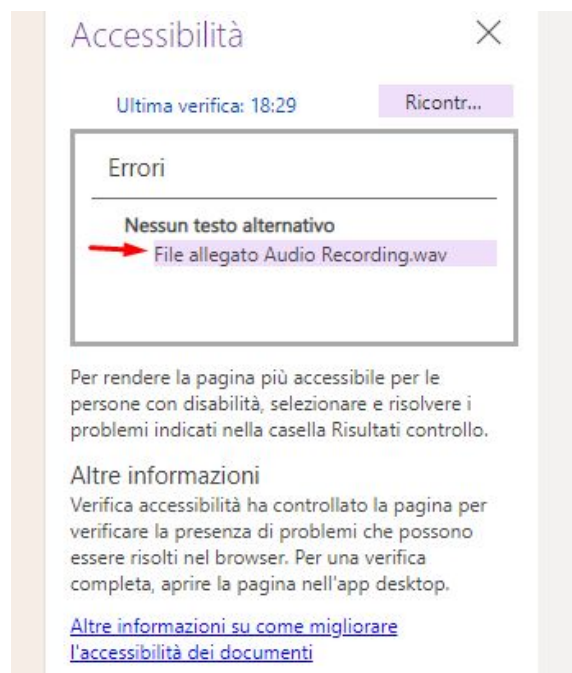 Accessibilità
Ultima verifica: 18:29
Ricontr...
Errori
Nessun testo alternativo
File allegato Audio Recording.wav
Per rendere la pagina più accessibile per le
persone con disabilità, selezionare e risolvere i
problemi indicati nella casella Risultati controllo.
Altre informazioni
Verifica accessibilità ha controllato la pagina per
verificare la presenza di problemi che possono
essere risolti nel browser. Per una verifica
completa, aprire la pagina nell'app desktop.
Altre informazioni su come migliorare
l'accessibilità dei documenti